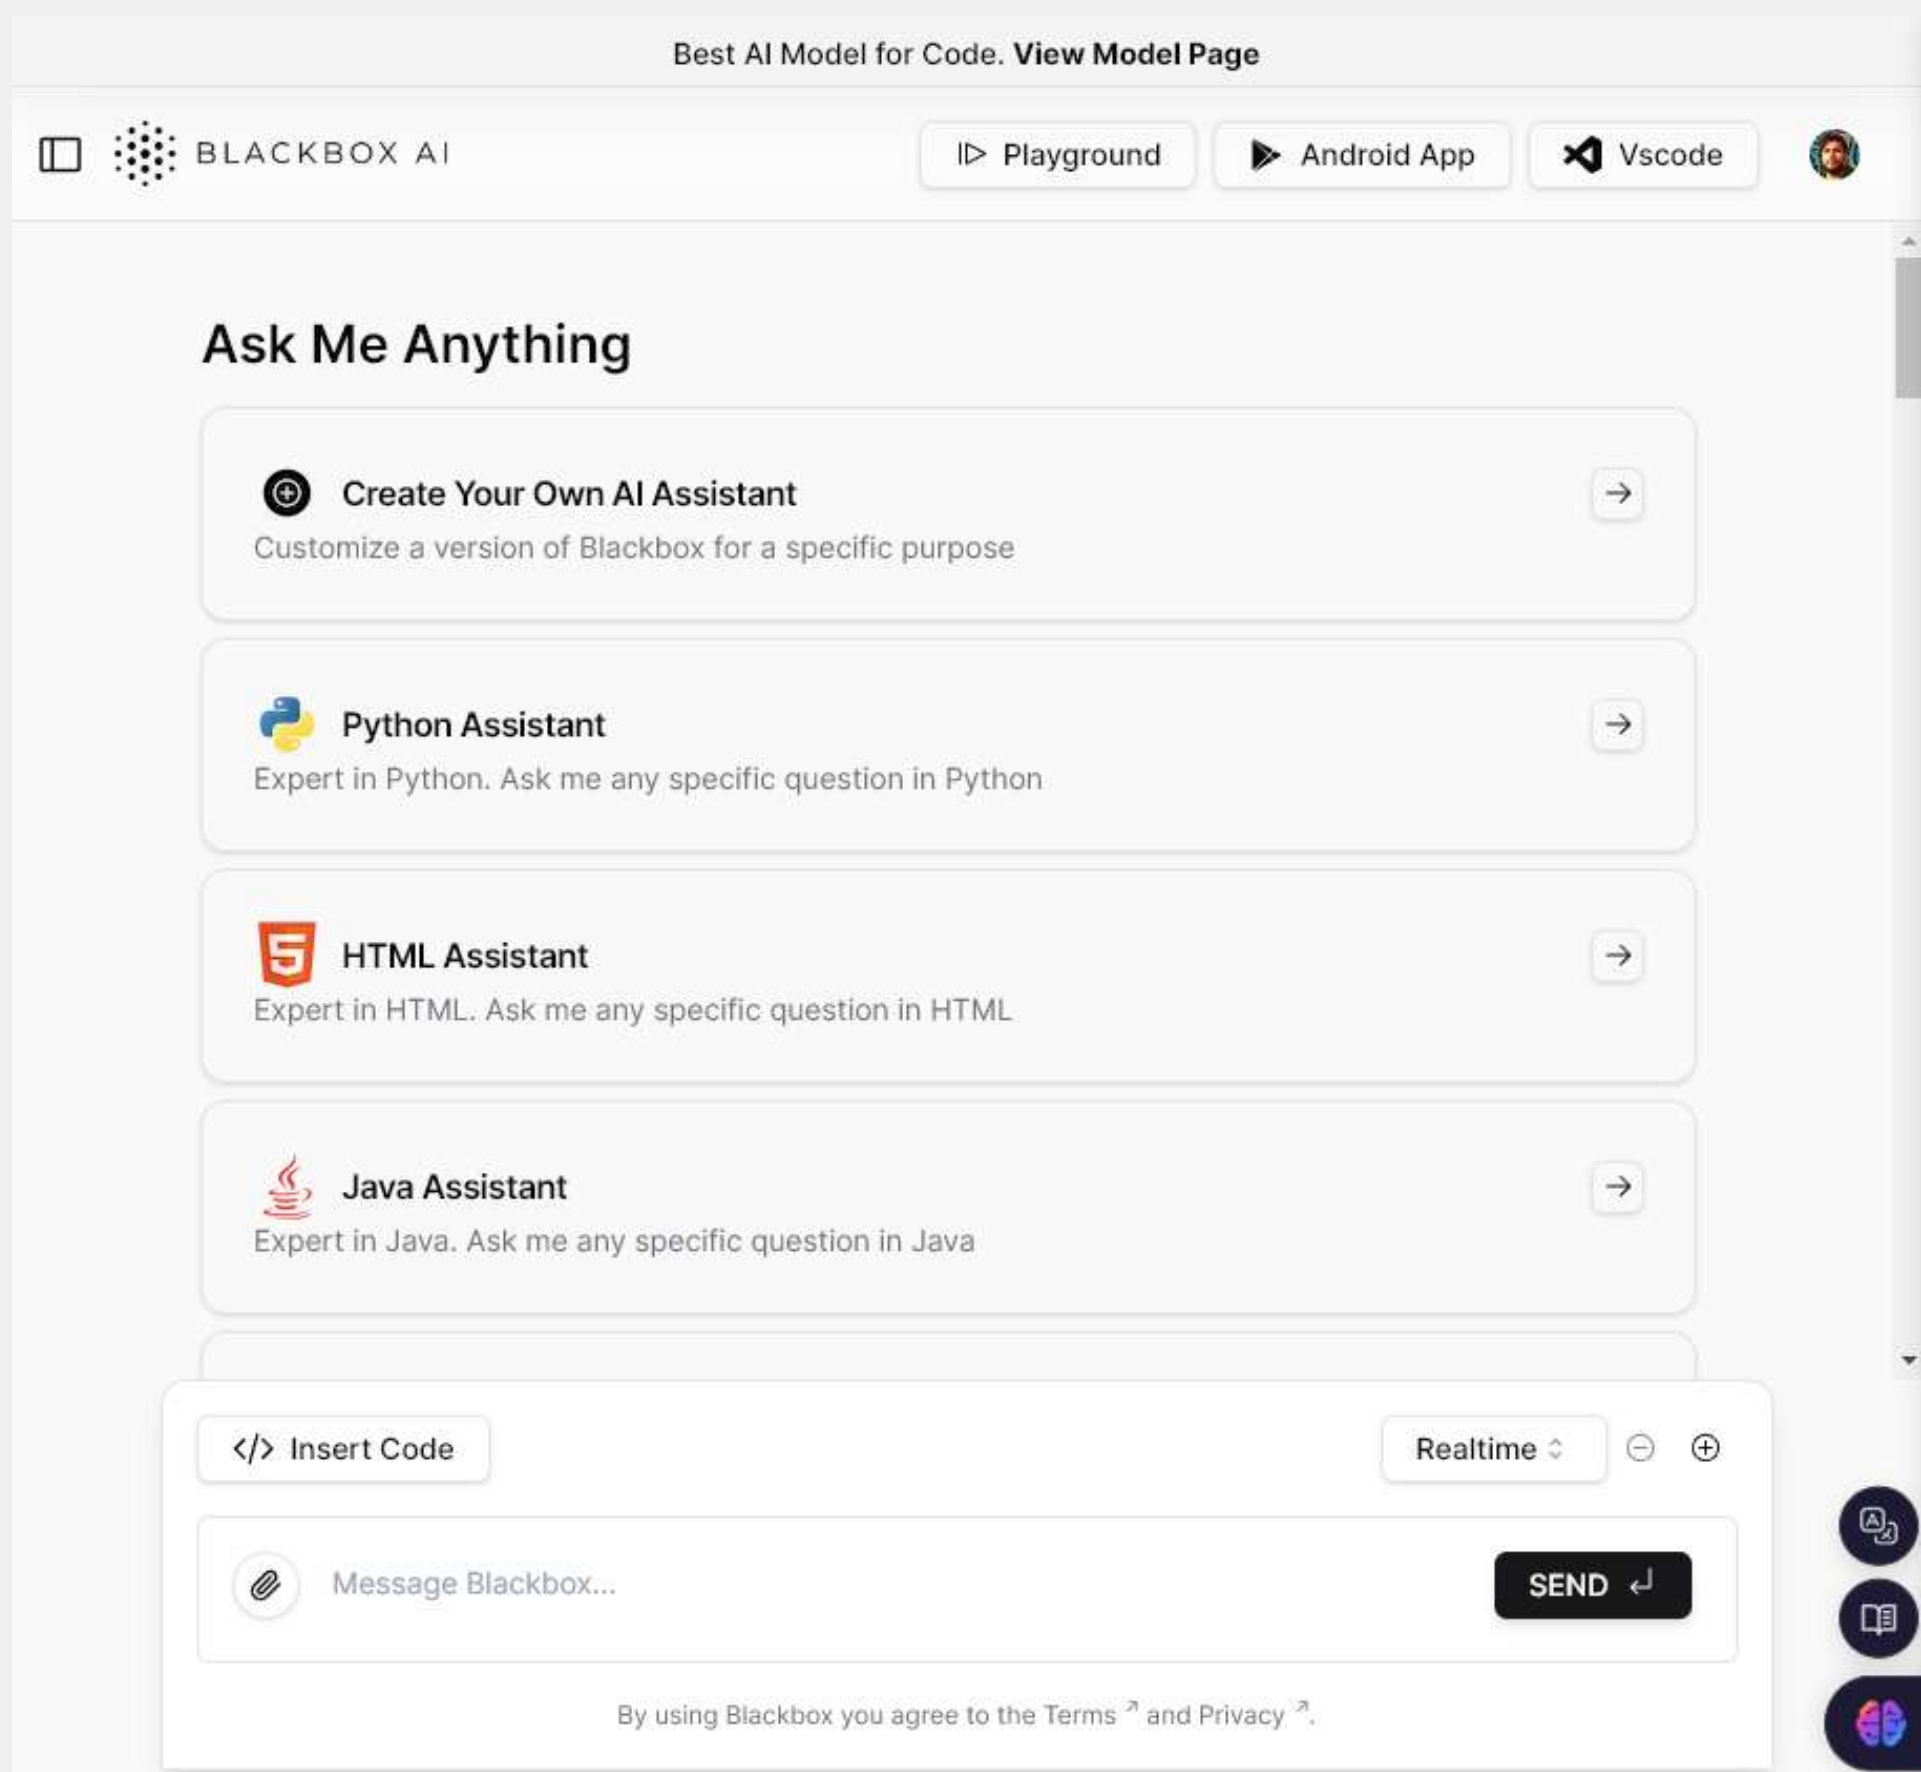 Best AI Model for Code. View Model Page
BLACKBOX AI
Playground
Android App
Vscode
Ask Me Anything
Create Your Own AI Assistant
Customize a version of Blackbox for a specific purpose
Python Assistant
Expert in Python. Ask me any specific question in Python
HTML Assistant
Expert in HTML. Ask me any specific question in HTML
Java Assistant
Expert in Java. Ask me any specific question in Java
</> Insert Code
Realtime
Message Blackbox...
SEND
By using Blackbox you agree to the Terms ↗ and Privacy ↗.